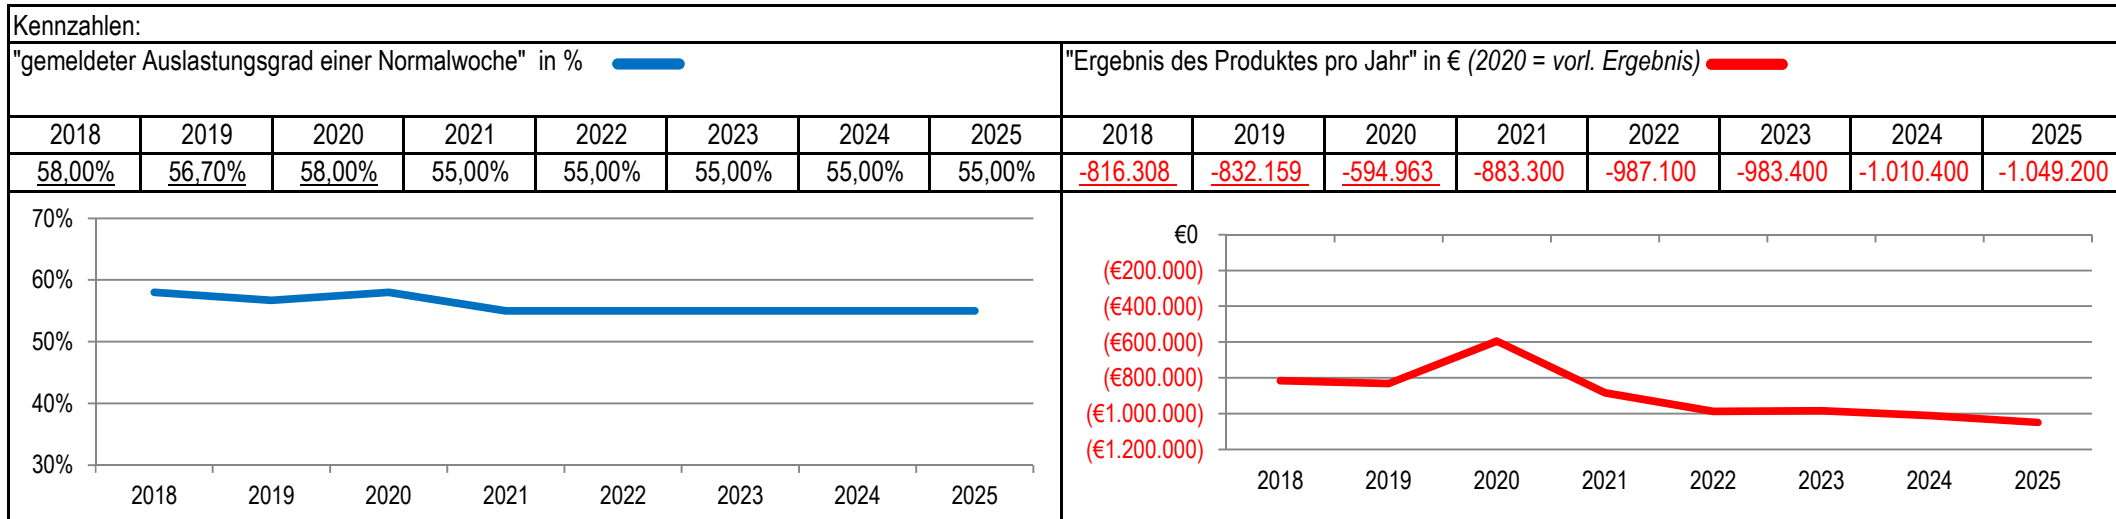 Kennzahlen:
"gemeldeter Auslastungsgrad einer Normalwoche" in %
2018 2019 2020 2021 2022 2023 2024 2025
58,00% 56,70% 58,00% 55,00% 55,00% 55,00% 55,00% 55,00%
70%
60%
50%
40%
30%
2018 2019 2020 2021 2022 2023 2024 2025
"Ergebnis des Produktes pro Jahr" in € (2020 = vorl. Ergebnis)
2018 2019 2020 2021 2022 2023 2024 2025
-816.308 -832.159 -594.963 -883.300 -987.100 -983.400 -1.010.400 -1.049.200
€0
(€200.000)
(€400.000)
(€600.000)
(€800.000)
(€1.000.000)
(€1.200.000)
2018 2019 2020 2021 2022 2023 2024 2025